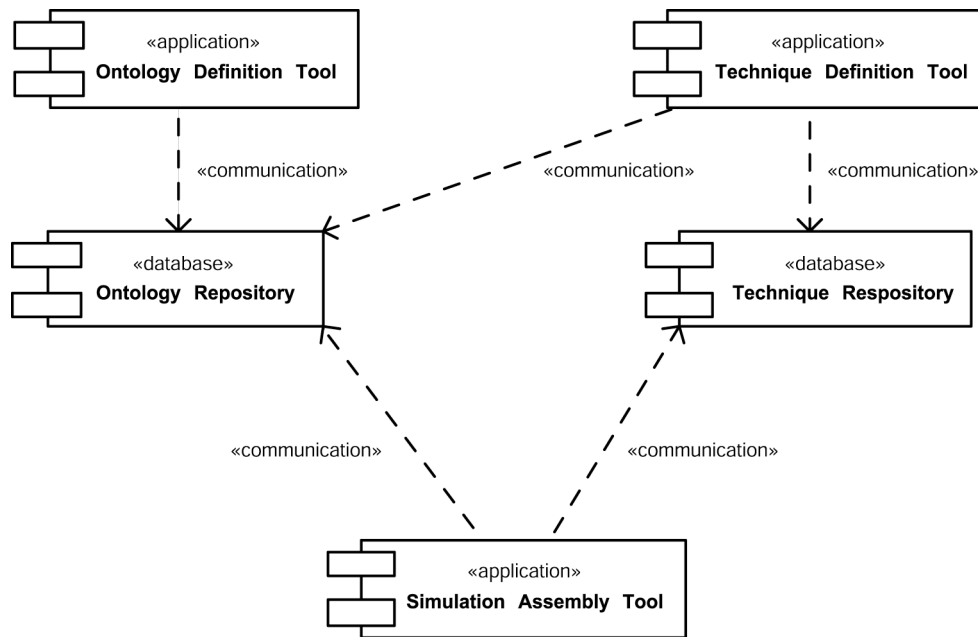 «application»
Ontology Definition Tool
«application»
Technique Definition Tool
«communication»
«communication»
«communication»
«database»
Ontology Repository
«database»
Technique Respository
«communication»
«communication»
«application»
Simulation Assembly Tool